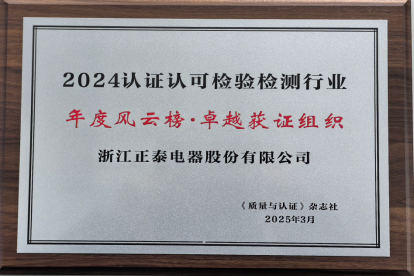 2024认证认可检验检测行业
年度风云榜·卓越获证组织
浙江正泰电器股份有限公司
《质量与认证》杂志社
2025年3月